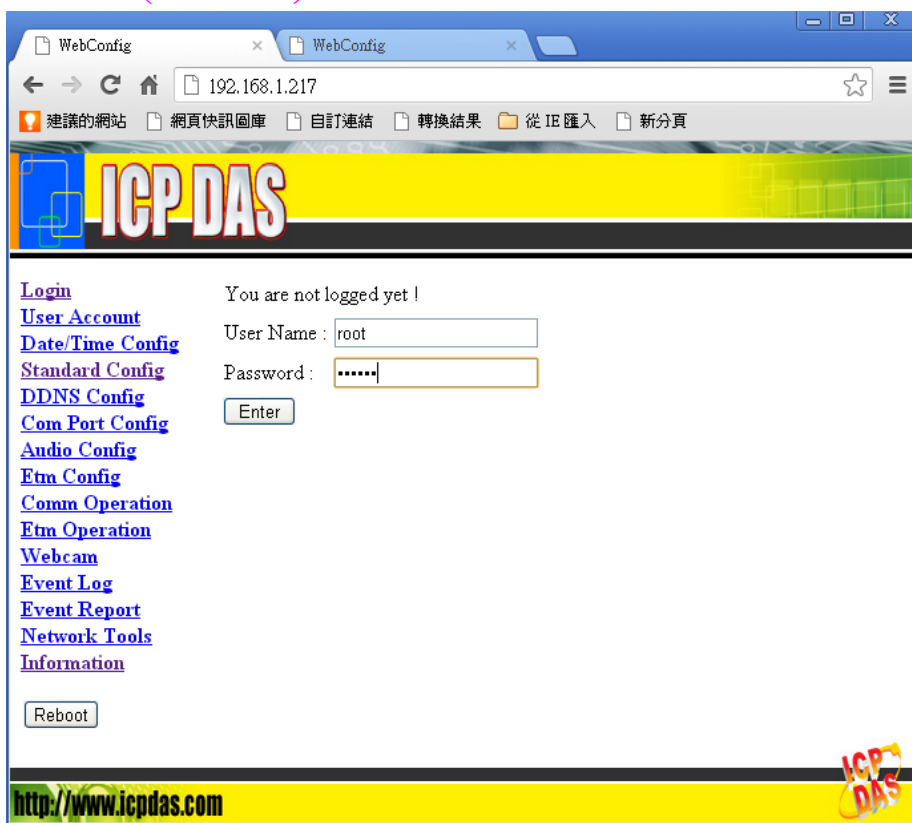 WebConfig
WebConfig
192.168.1.217
建議的網站 網頁快訊圖庫 自訂連結 轉換結果 從 IE 匯入 新分頁
ICP DAS
Login
You are not logged yet !
User Account
User Name : root
Date/Time Config
Standard Config
Password : ••••••
DDNS Config
Enter
Com Port Config
Audio Config
Etm Config
Comm Operation
Etm Operation
Webcam
Event Log
Event Report
Network Tools
Information
Reboot
ICP
DAS
http://www.icpdas.com